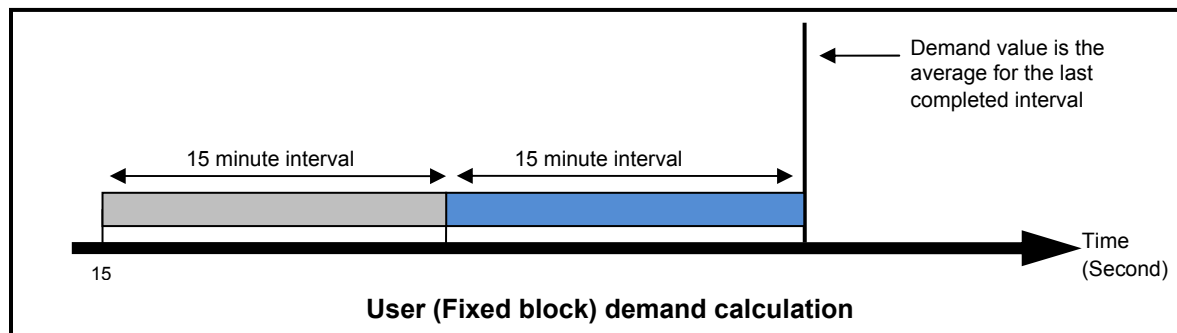 Demand value is the
average for the last
completed interval
15 minute interval
15 minute interval
Time
(Second)
15
User (Fixed block) demand calculation